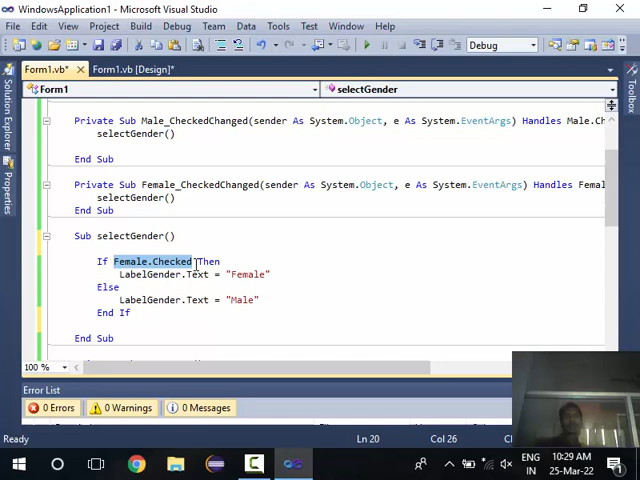 WindowsApplication1 - Microsoft Visual Studio
File Edit View Project Build Debug Team Data Tools Test Window Help
Debug
Form1.vb* Form1.vb [Design]*
Form1 selectGender
Private Sub Male_CheckedChanged(sender As System.Object, e As System.EventArgs) Handles Male.Ch
selectGender()
End Sub
Private Sub Female_CheckedChanged(sender As System.Object, e As System.EventArgs) Handles Femal
selectGender()
End Sub
Sub selectGender()
If Female.Checked Then
LabelGender.Text = "Female"
Else
LabelGender.Text = "Male"
End If
End Sub
100 %
Error List
0 Errors 0 Warnings 0 Messages
Ready Ln 20 Col 26
Solution Explorer
Properties
Toolbox
ENG
IN
10:29 AM
25-Mar-22